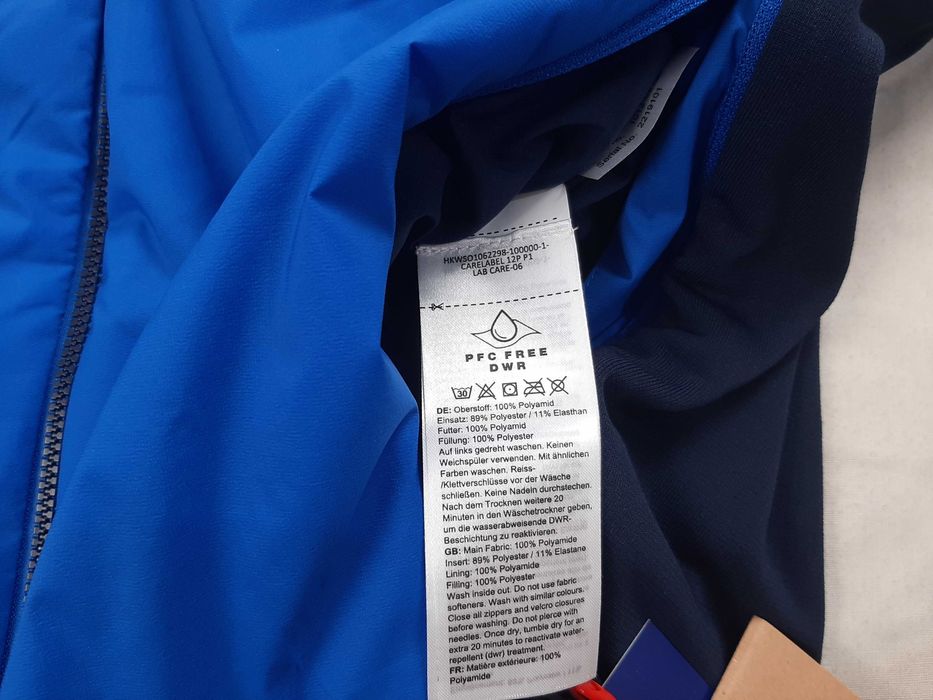 Serial No
2219101
HKWSO1062298-100000-1-
CARELABEL 12P P1
LAB CARE-06
PFC FREE
DWR
30
DE: Oberstoff: 100% Polyamid
Einsatz: 89% Polyester / 11% Elasthan
Futter: 100% Polyamid
Füllung: 100% Polyester
Auf links gedreht waschen. Keinen
Weichspüler verwenden. Mit ähnlichen
Farben waschen. Reiss-
/Klettverschlüsse vor der Wäsche
schließen. Keine Nadeln durchstechen.
Nach dem Trocknen weitere 20
Minuten in den Wäschetrockner geben,
um die wasserabweisende DWR-
Beschichtung zu reaktivieren.
GB: Main Fabric: 100% Polyamide
Insert: 89% Polyester / 11% Elastane
Lining: 100% Polyamide
Filling: 100% Polyester
Wash inside out. Do not use fabric
softeners. Wash with similar colours.
Close all zippers and velcro closures
before washing. Do not pierce with
needles. Once dry, tumble dry for an
extra 20 minutes to reactivate water-
repellent (dwr) treatment.
FR: Matière extérieure: 100%
Polyamide